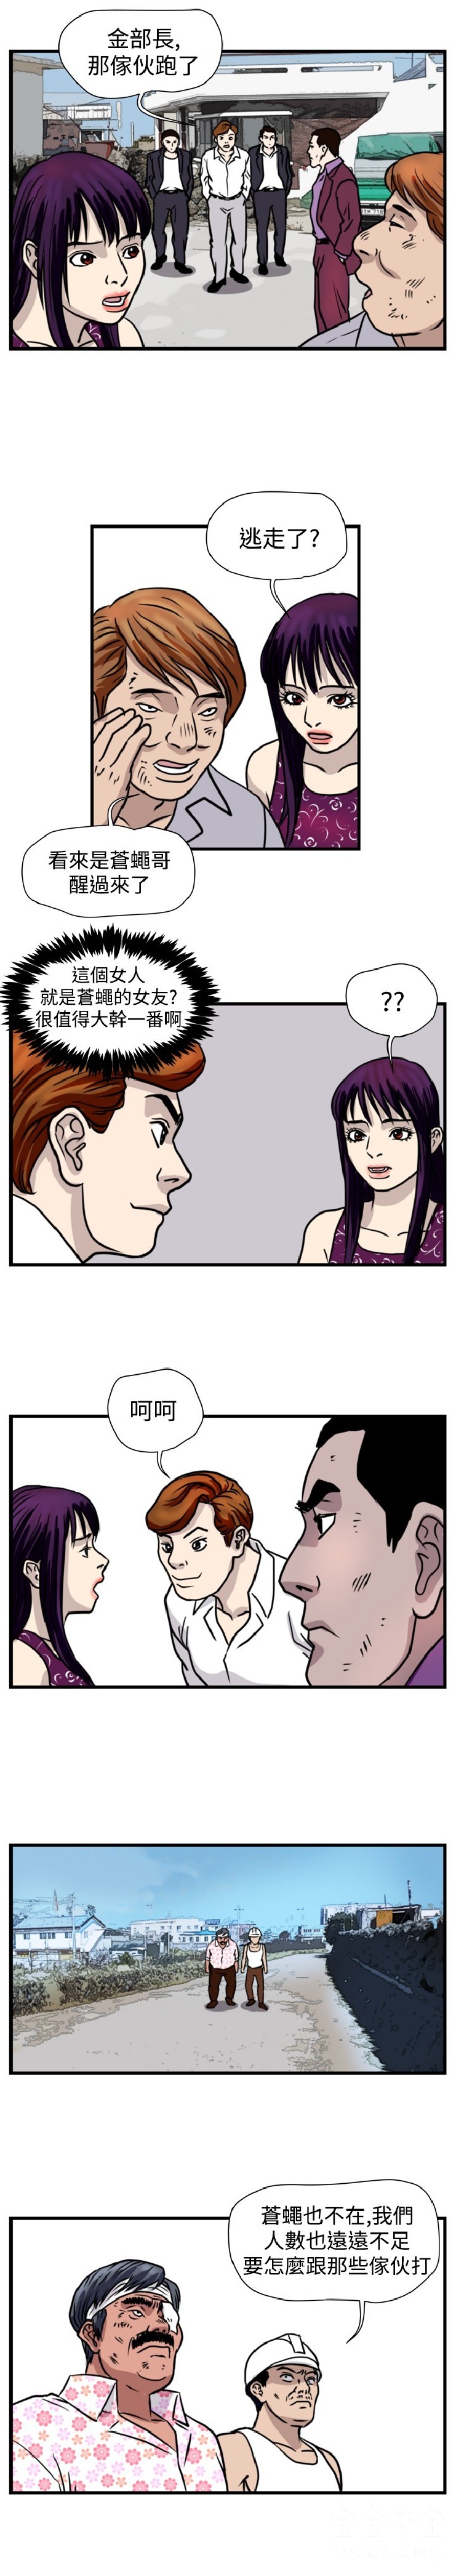 金部長,
那傢伙跑了
逃走了?
看來是蒼蠅哥
醒過來了
這個女人
就是蒼蠅的女友?
很值得大幹一番啊
??
呵呵
蒼蠅也不在,我們
人數也遠遠不足
要怎麼跟那些傢伙打